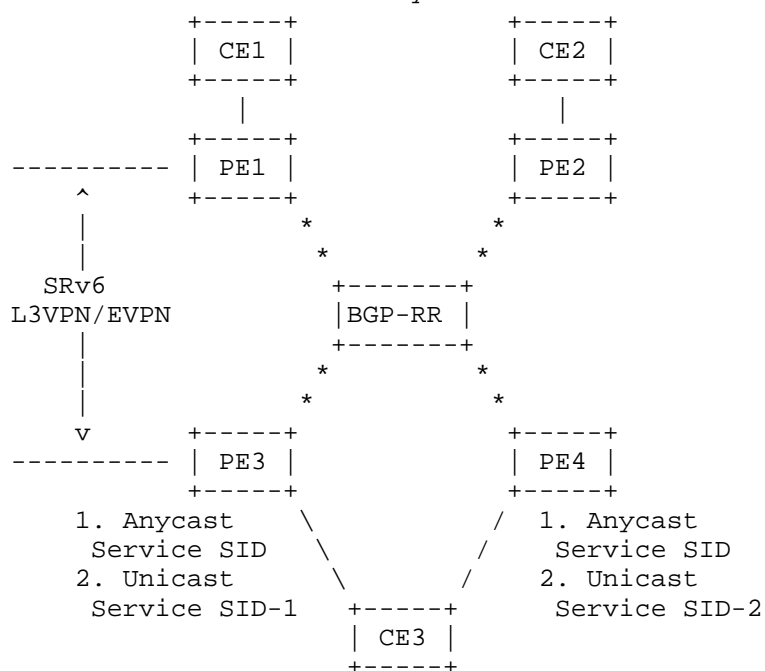 CE1 CE2
PE1 PE2
SRv6
L3VPN/EVPN
BGP-RR
PE3 PE4
1. Anycast 1. Anycast
Service SID Service SID
2. Unicast 2. Unicast
Service SID-1 Service SID-2
CE3